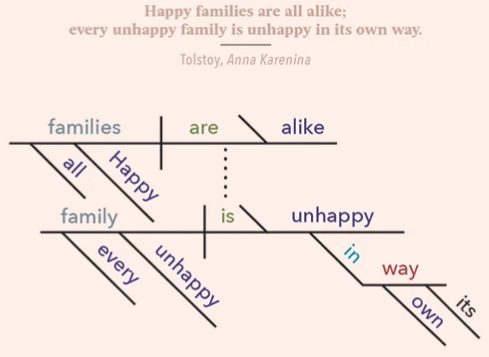 Happy families are all alike;
every unhappy family is unhappy in its own way.
Tolstoy, Anna Karenina
families are alike
all Happy
family is unhappy
every unhappy in way
own its